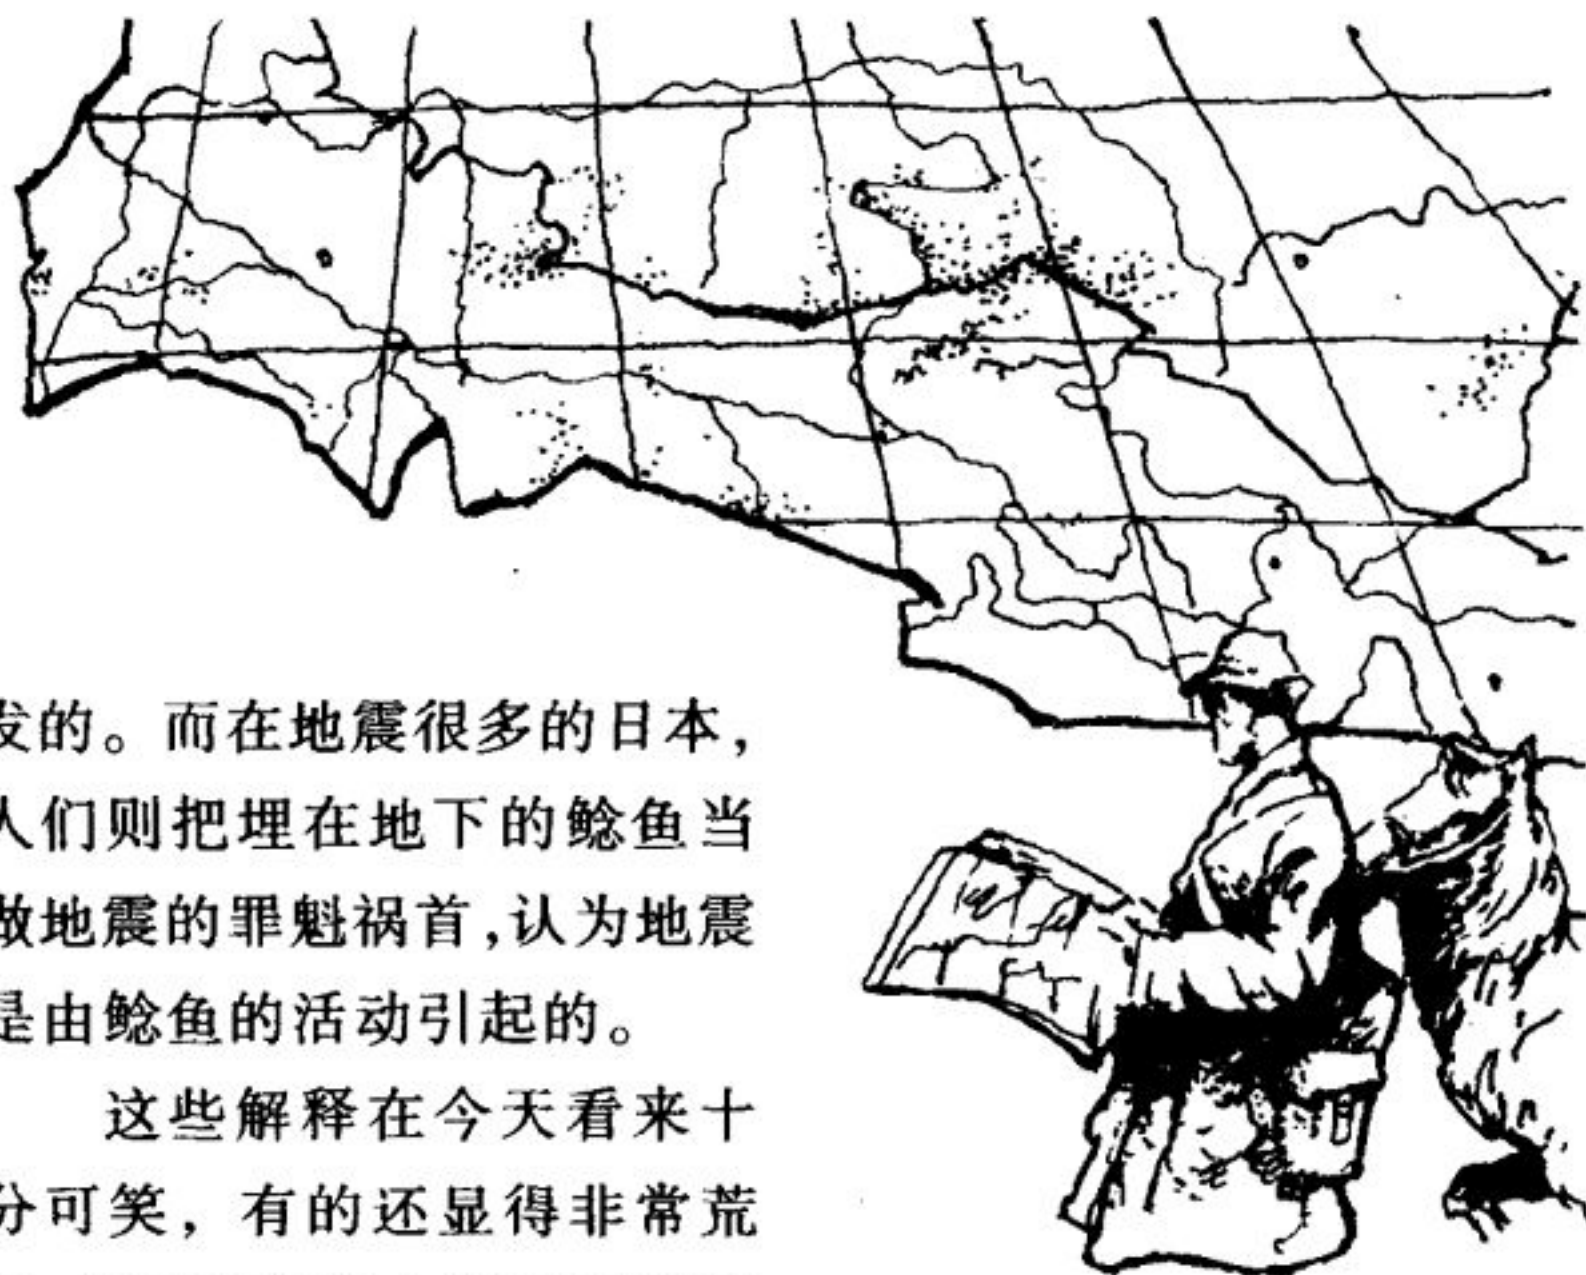 发的。而在地震很多的日本，
人们则把埋在地下的鲶鱼当
做地震的罪魁祸首，认为地震
是由鲶鱼的活动引起的。
这些解释在今天看来十
分可笑，有的还显得非常荒